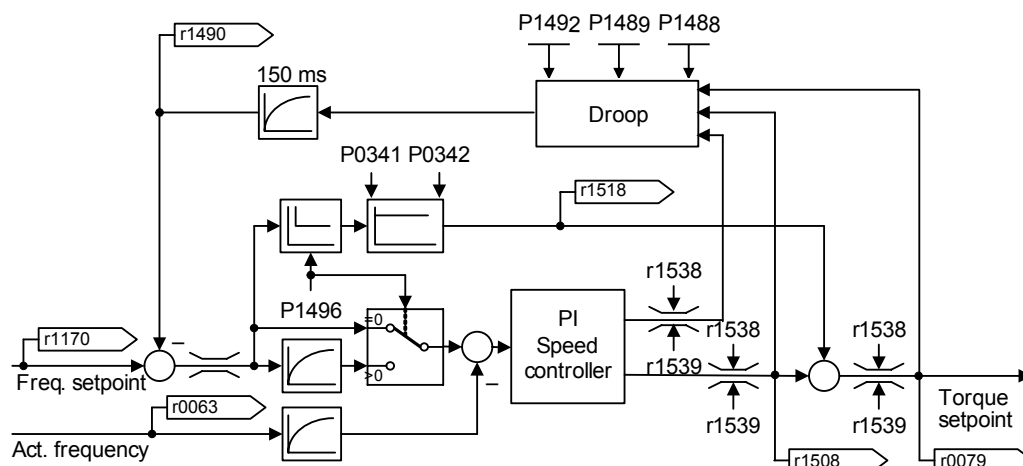 P1492 P1489 P1488
r1490
150 ms
Droop
P0341 P0342
r1518
P1496
r1538
r1170
=0
PI
Speed
controller
r1538
r1538
r1539
>0
Freq. setpoint
r0063
r1539
r1539
Torque
setpoint
Act. frequency
r1508
r0079